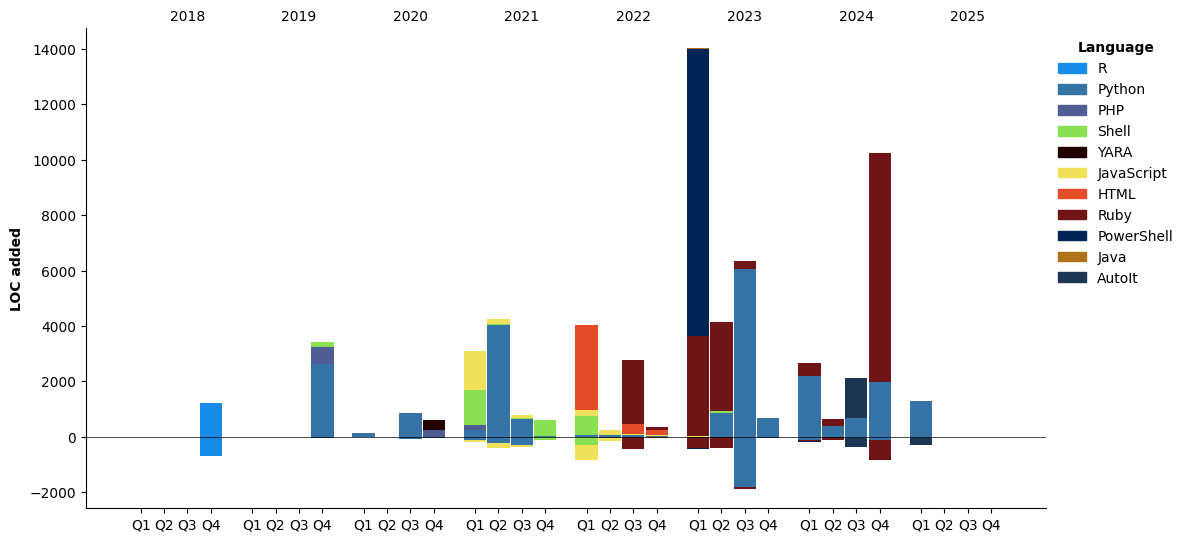 2018 2019 2020 2021 2022 2023 2024 2025
14000
12000
10000
8000
6000
4000
2000
0
−2000
LOC added
Q1 Q2 Q3 Q4 Q1 Q2 Q3 Q4 Q1 Q2 Q3 Q4 Q1 Q2 Q3 Q4 Q1 Q2 Q3 Q4 Q1 Q2 Q3 Q4 Q1 Q2 Q3 Q4 Q1 Q2 Q3 Q4
Language
R
Python
PHP
Shell
YARA
JavaScript
HTML
Ruby
PowerShell
Java
AutoIt